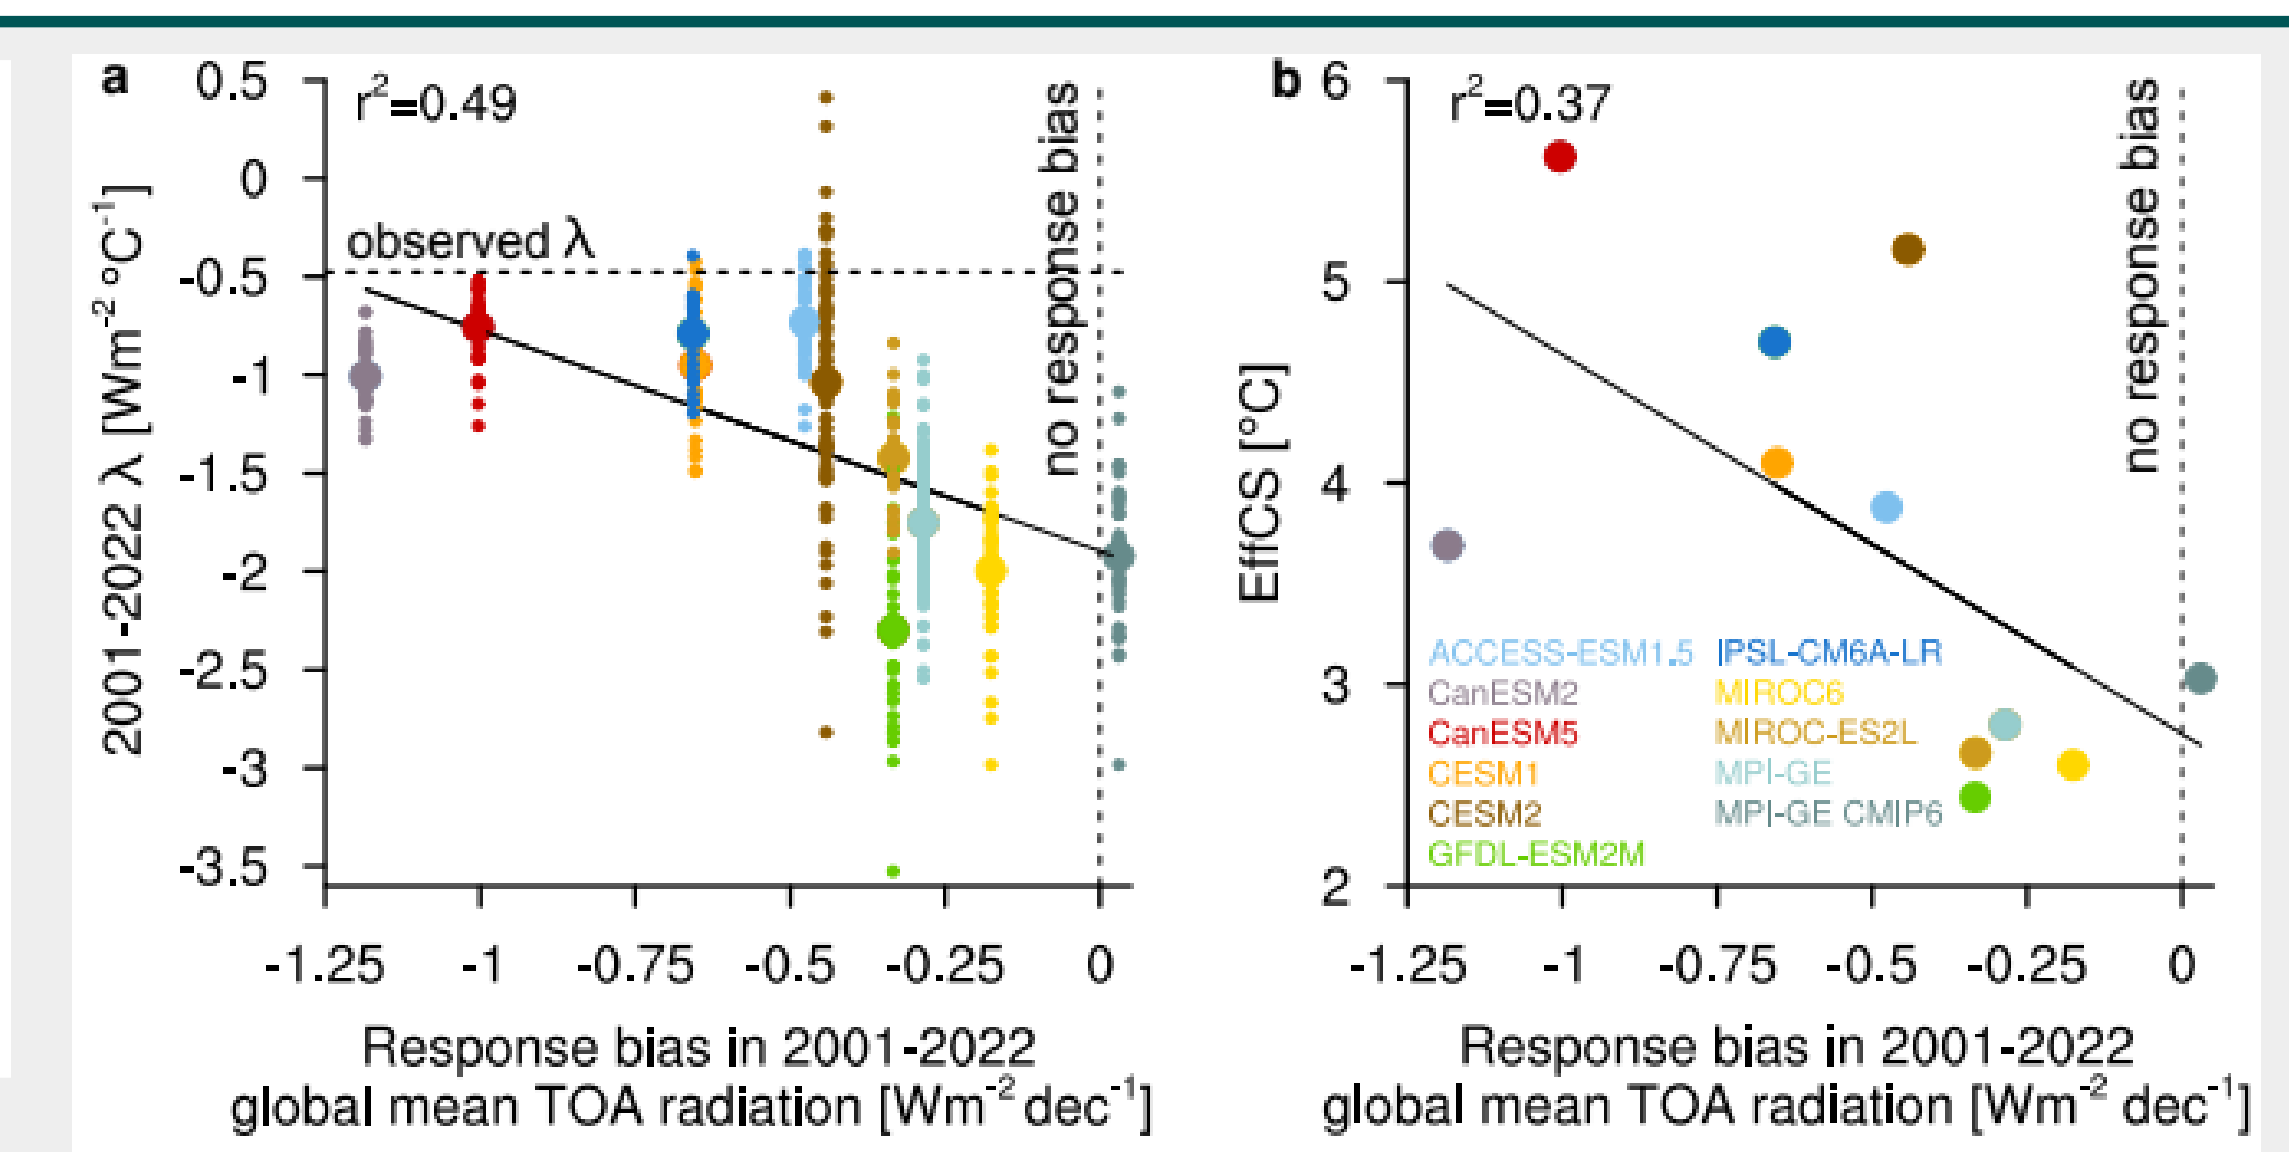 a
r²=0.49
0.5
0
-0.5
-1
-1.5
-2
-2.5
-3
-3.5
2001-2022 λ [Wm⁻² °C⁻¹]
observed λ
no response bias
-1.25 -1 -0.75 -0.5 -0.25 0
Response bias in 2001-2022
global mean TOA radiation [Wm⁻² dec⁻¹]
b
r²=0.37
6
5
4
3
2
EffCS [°C]
no response bias
ACCESS-ESM1.5 IPSL-CM6A-LR
CanESM2 MIROC6
CanESM5 MIROC-ES2L
CESM1 MPI-GE
CESM2 MPI-GE CMIP6
GFDL-ESM2M
-1.25 -1 -0.75 -0.5 -0.25 0
Response bias in 2001-2022
global mean TOA radiation [Wm⁻² dec⁻¹]